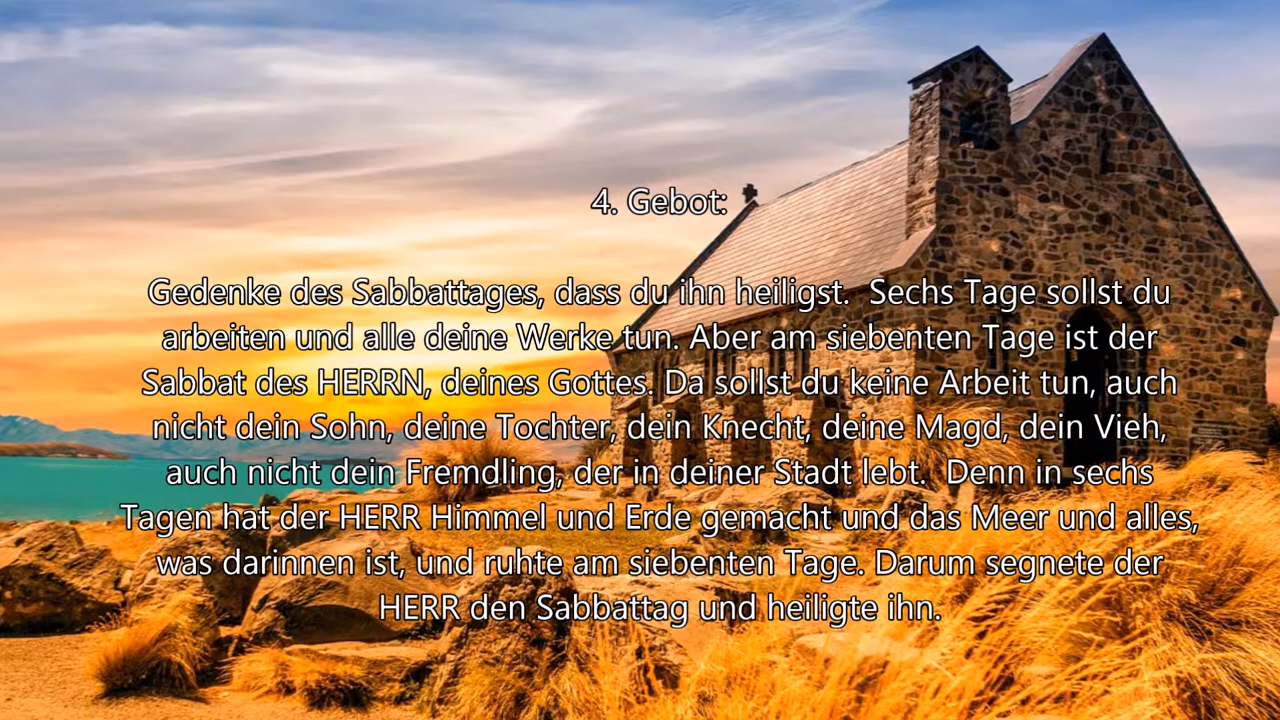 4. Gebot:
Gedenke des Sabbattages, dass du ihn heiligst.  Sechs Tage sollst du
arbeiten und alle deine Werke tun. Aber am siebenten Tage ist der
Sabbat des HERRN, deines Gottes. Da sollst du keine Arbeit tun, auch
nicht dein Sohn, deine Tochter, dein Knecht, deine Magd, dein Vieh,
auch nicht dein Fremdling, der in deiner Stadt lebt.  Denn in sechs
Tagen hat der HERR Himmel und Erde gemacht und das Meer und alles,
was darinnen ist, und ruhte am siebenten Tage. Darum segnete der
HERR den Sabbattag und heiligte ihn.